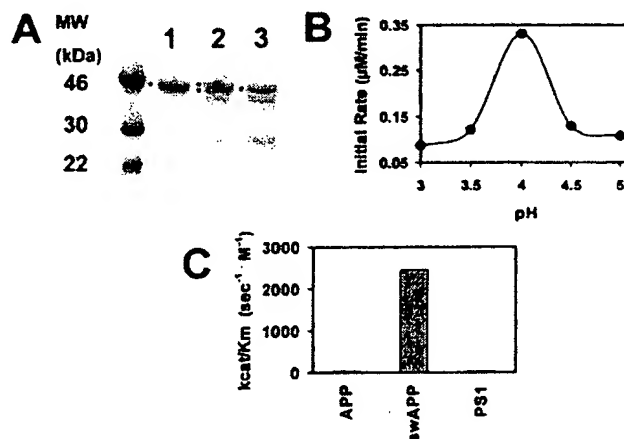 A
MW
(kDa)
1 2 3
46
30
22
B
Initial Rate (µM/min)
0.35
0.25
0.15
0.05
3 3.5 4 4.5 5
pH
C
kcat/Km (sec⁻¹ · M⁻¹)
3000
2000
1000
0
APP
swAPP
PS1